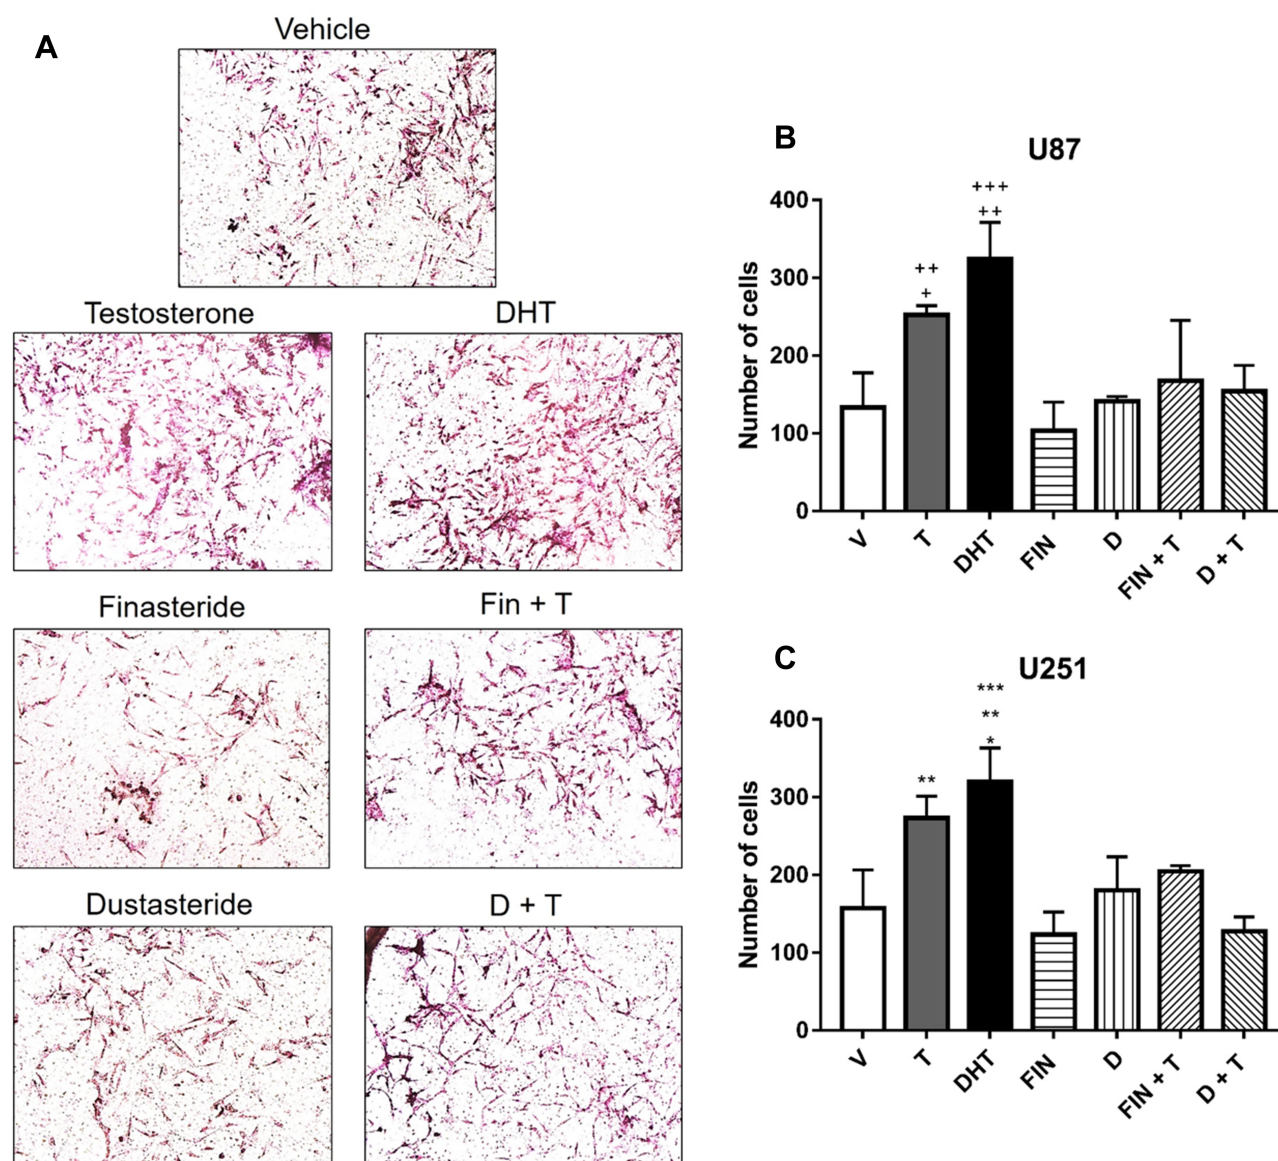 A
Vehicle
Testosterone
DHT
Finasteride
Fin + T
Dustasteride
D + T
B
U87
+++
++
++
+
Number of cells
400
300
200
100
0
V
T
DHT
FIN
D
FIN + T
D + T
C
U251
***
**
*
**
Number of cells
400
300
200
100
0
V
T
DHT
FIN
D
FIN + T
D + T